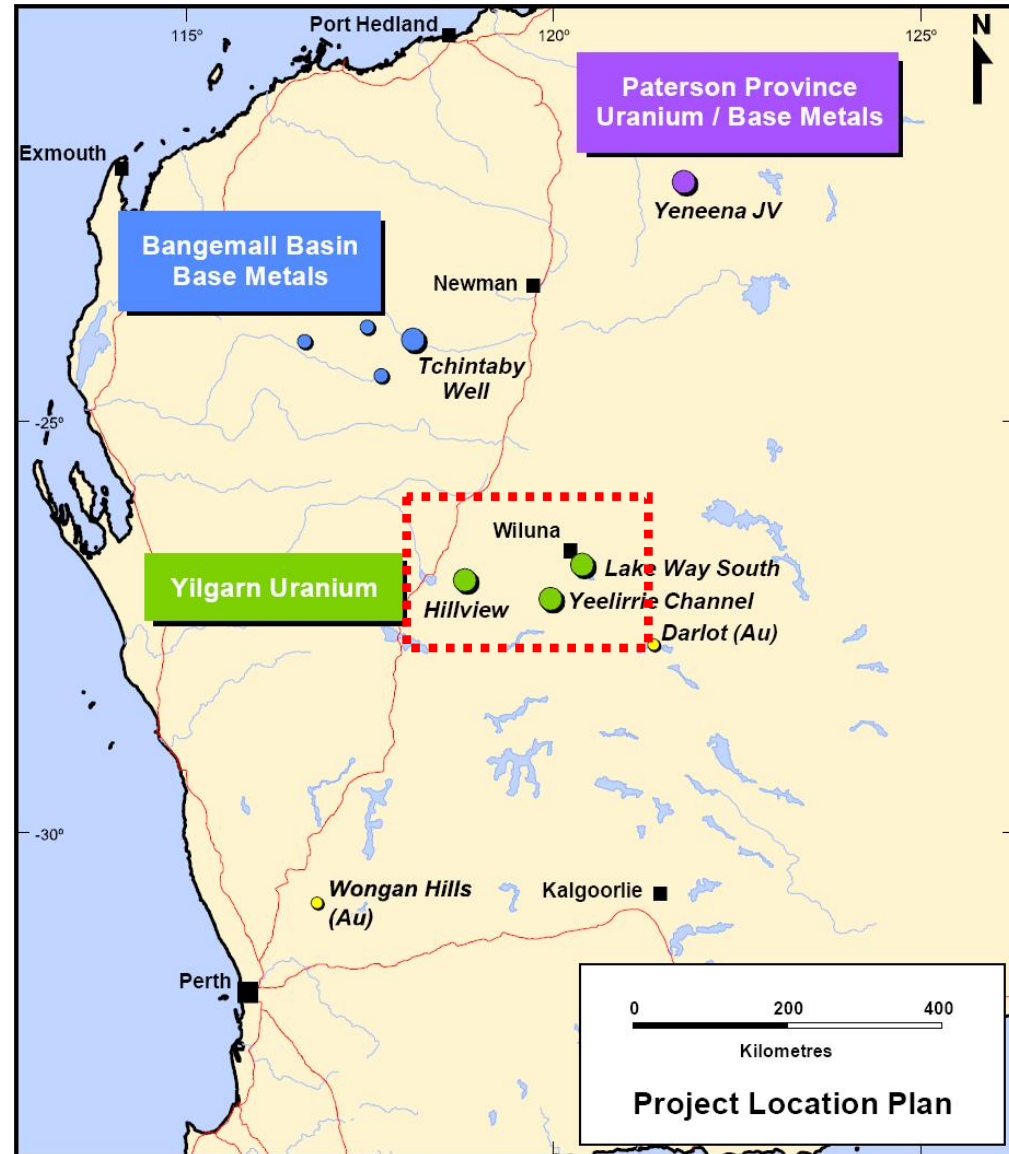 Port Hedland
115°
120°
125°
N
Paterson Province
Uranium / Base Metals
Exmouth
Yeneena JV
Bangemall Basin
Base Metals
Newman
Tchintaby
Well
-25°
Wiluna
Lake Way South
Yilgarn Uranium
Hillview
Yeelirrie Channel
Darlot (Au)
-30°
Wongan Hills
(Au)
Kalgoorlie
Perth
0 200 400
Kilometres
Project Location Plan